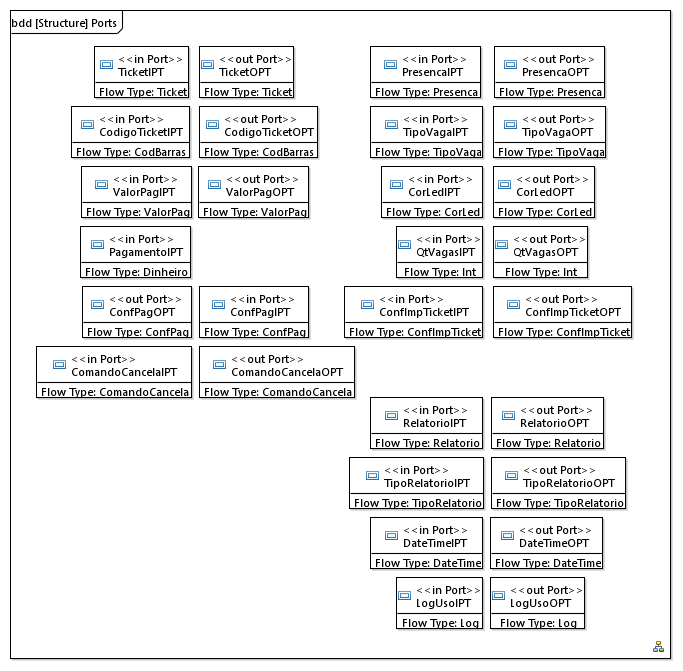 bdd [Structure] Ports
<<in Port>>
TicketIPT
Flow Type: Ticket
<<out Port>>
TicketOPT
Flow Type: Ticket
<<in Port>>
PresencaIPT
Flow Type: Presenca
<<out Port>>
PresencaOPT
Flow Type: Presenca
<<in Port>>
CodigoTicketIPT
Flow Type: CodBarras
<<out Port>>
CodigoTicketOPT
Flow Type: CodBarras
<<in Port>>
TipoVagaIPT
Flow Type: TipoVaga
<<out Port>>
TipoVagaOPT
Flow Type: TipoVaga
<<in Port>>
ValorPagIPT
Flow Type: ValorPag
<<out Port>>
ValorPagOPT
Flow Type: ValorPag
<<in Port>>
CorLedIPT
Flow Type: CorLed
<<out Port>>
CorLedOPT
Flow Type: CorLed
<<in Port>>
PagamentoIPT
Flow Type: Dinheiro
<<in Port>>
QtVagasIPT
Flow Type: Int
<<out Port>>
QtVagasOPT
Flow Type: Int
<<out Port>>
ConfPagOPT
Flow Type: ConfPag
<<in Port>>
ConfPagIPT
Flow Type: ConfPag
<<in Port>>
ConfImpTicketIPT
Flow Type: ConfImpTicket
<<out Port>>
ConfImpTicketOPT
Flow Type: ConfImpTicket
<<in Port>>
ComandoCancelaIPT
Flow Type: ComandoCancela
<<out Port>>
ComandoCancelaOPT
Flow Type: ComandoCancela
<<in Port>>
RelatorioIPT
Flow Type: Relatorio
<<out Port>>
RelatorioOPT
Flow Type: Relatorio
<<in Port>>
TipoRelatorioIPT
Flow Type: TipoRelatorio
<<out Port>>
TipoRelatorioOPT
Flow Type: TipoRelatorio
<<in Port>>
DateTimeIPT
Flow Type: DateTime
<<out Port>>
DateTimeOPT
Flow Type: DateTime
<<in Port>>
LogUsoIPT
Flow Type: Log
<<out Port>>
LogUsoOPT
Flow Type: Log